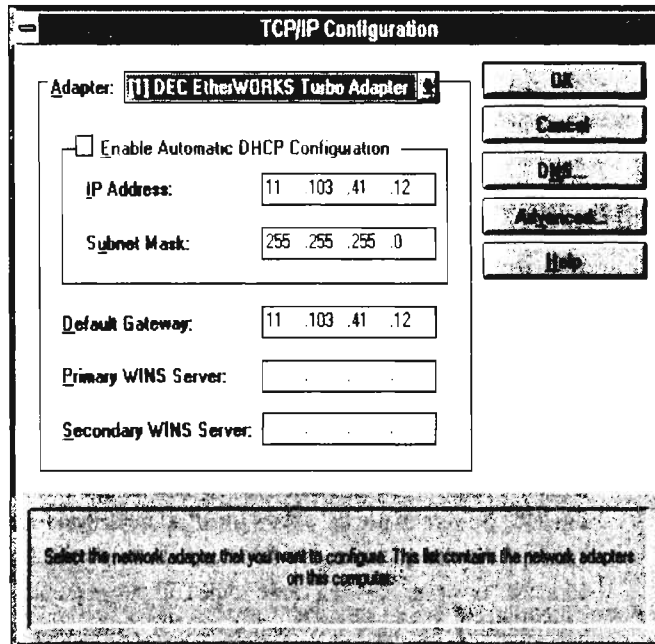 TCP/IP Configuration
Adapter: [1] DEC EtherWORKS Turbo Adapter
OK
Cancel
Enable Automatic DHCP Configuration
DNS...
IP Address: 11 .103 .41 .12
Advanced...
Subnet Mask: 255 .255 .255 .0
Help
Default Gateway: 11 .103 .41 .12
Primary WINS Server: . . .
Secondary WINS Server: . . .
Select the network adapter that you want to configure. This list contains the network adapters
on this computer.